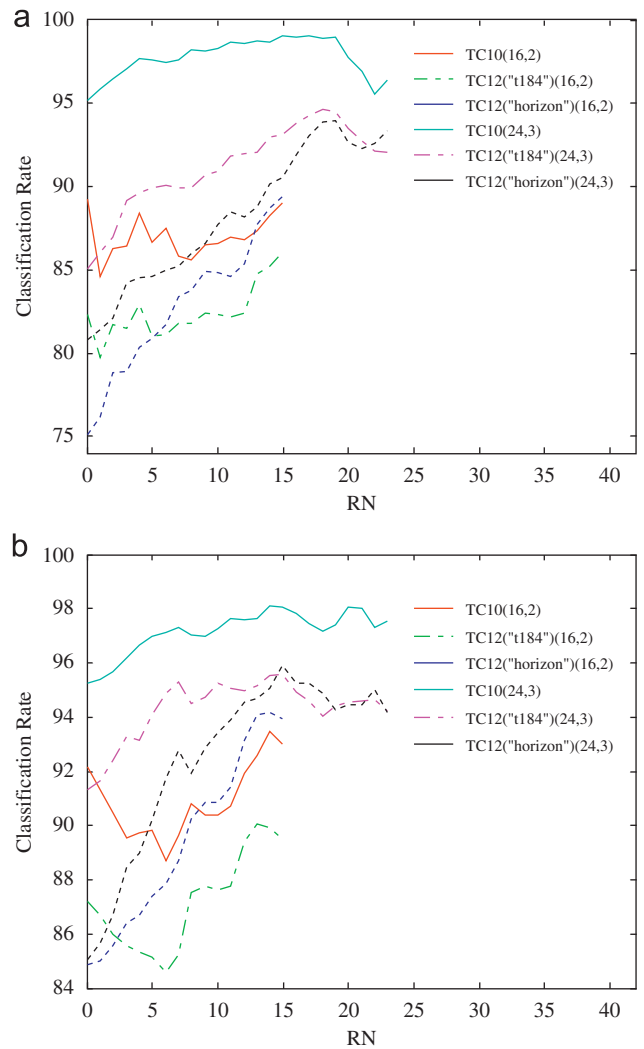 a
100
95
90
85
80
75
Classification Rate
0 5 10 15 20 25 30 35 40
RN
TC10(16,2)
TC12("t184")(16,2)
TC12("horizon")(16,2)
TC10(24,3)
TC12("t184")(24,3)
TC12("horizon")(24,3)
b
100
98
96
94
92
90
88
86
84
Classification Rate
0 5 10 15 20 25 30 35 40
RN
TC10(16,2)
TC12("t184")(16,2)
TC12("horizon")(16,2)
TC10(24,3)
TC12("t184")(24,3)
TC12("horizon")(24,3)